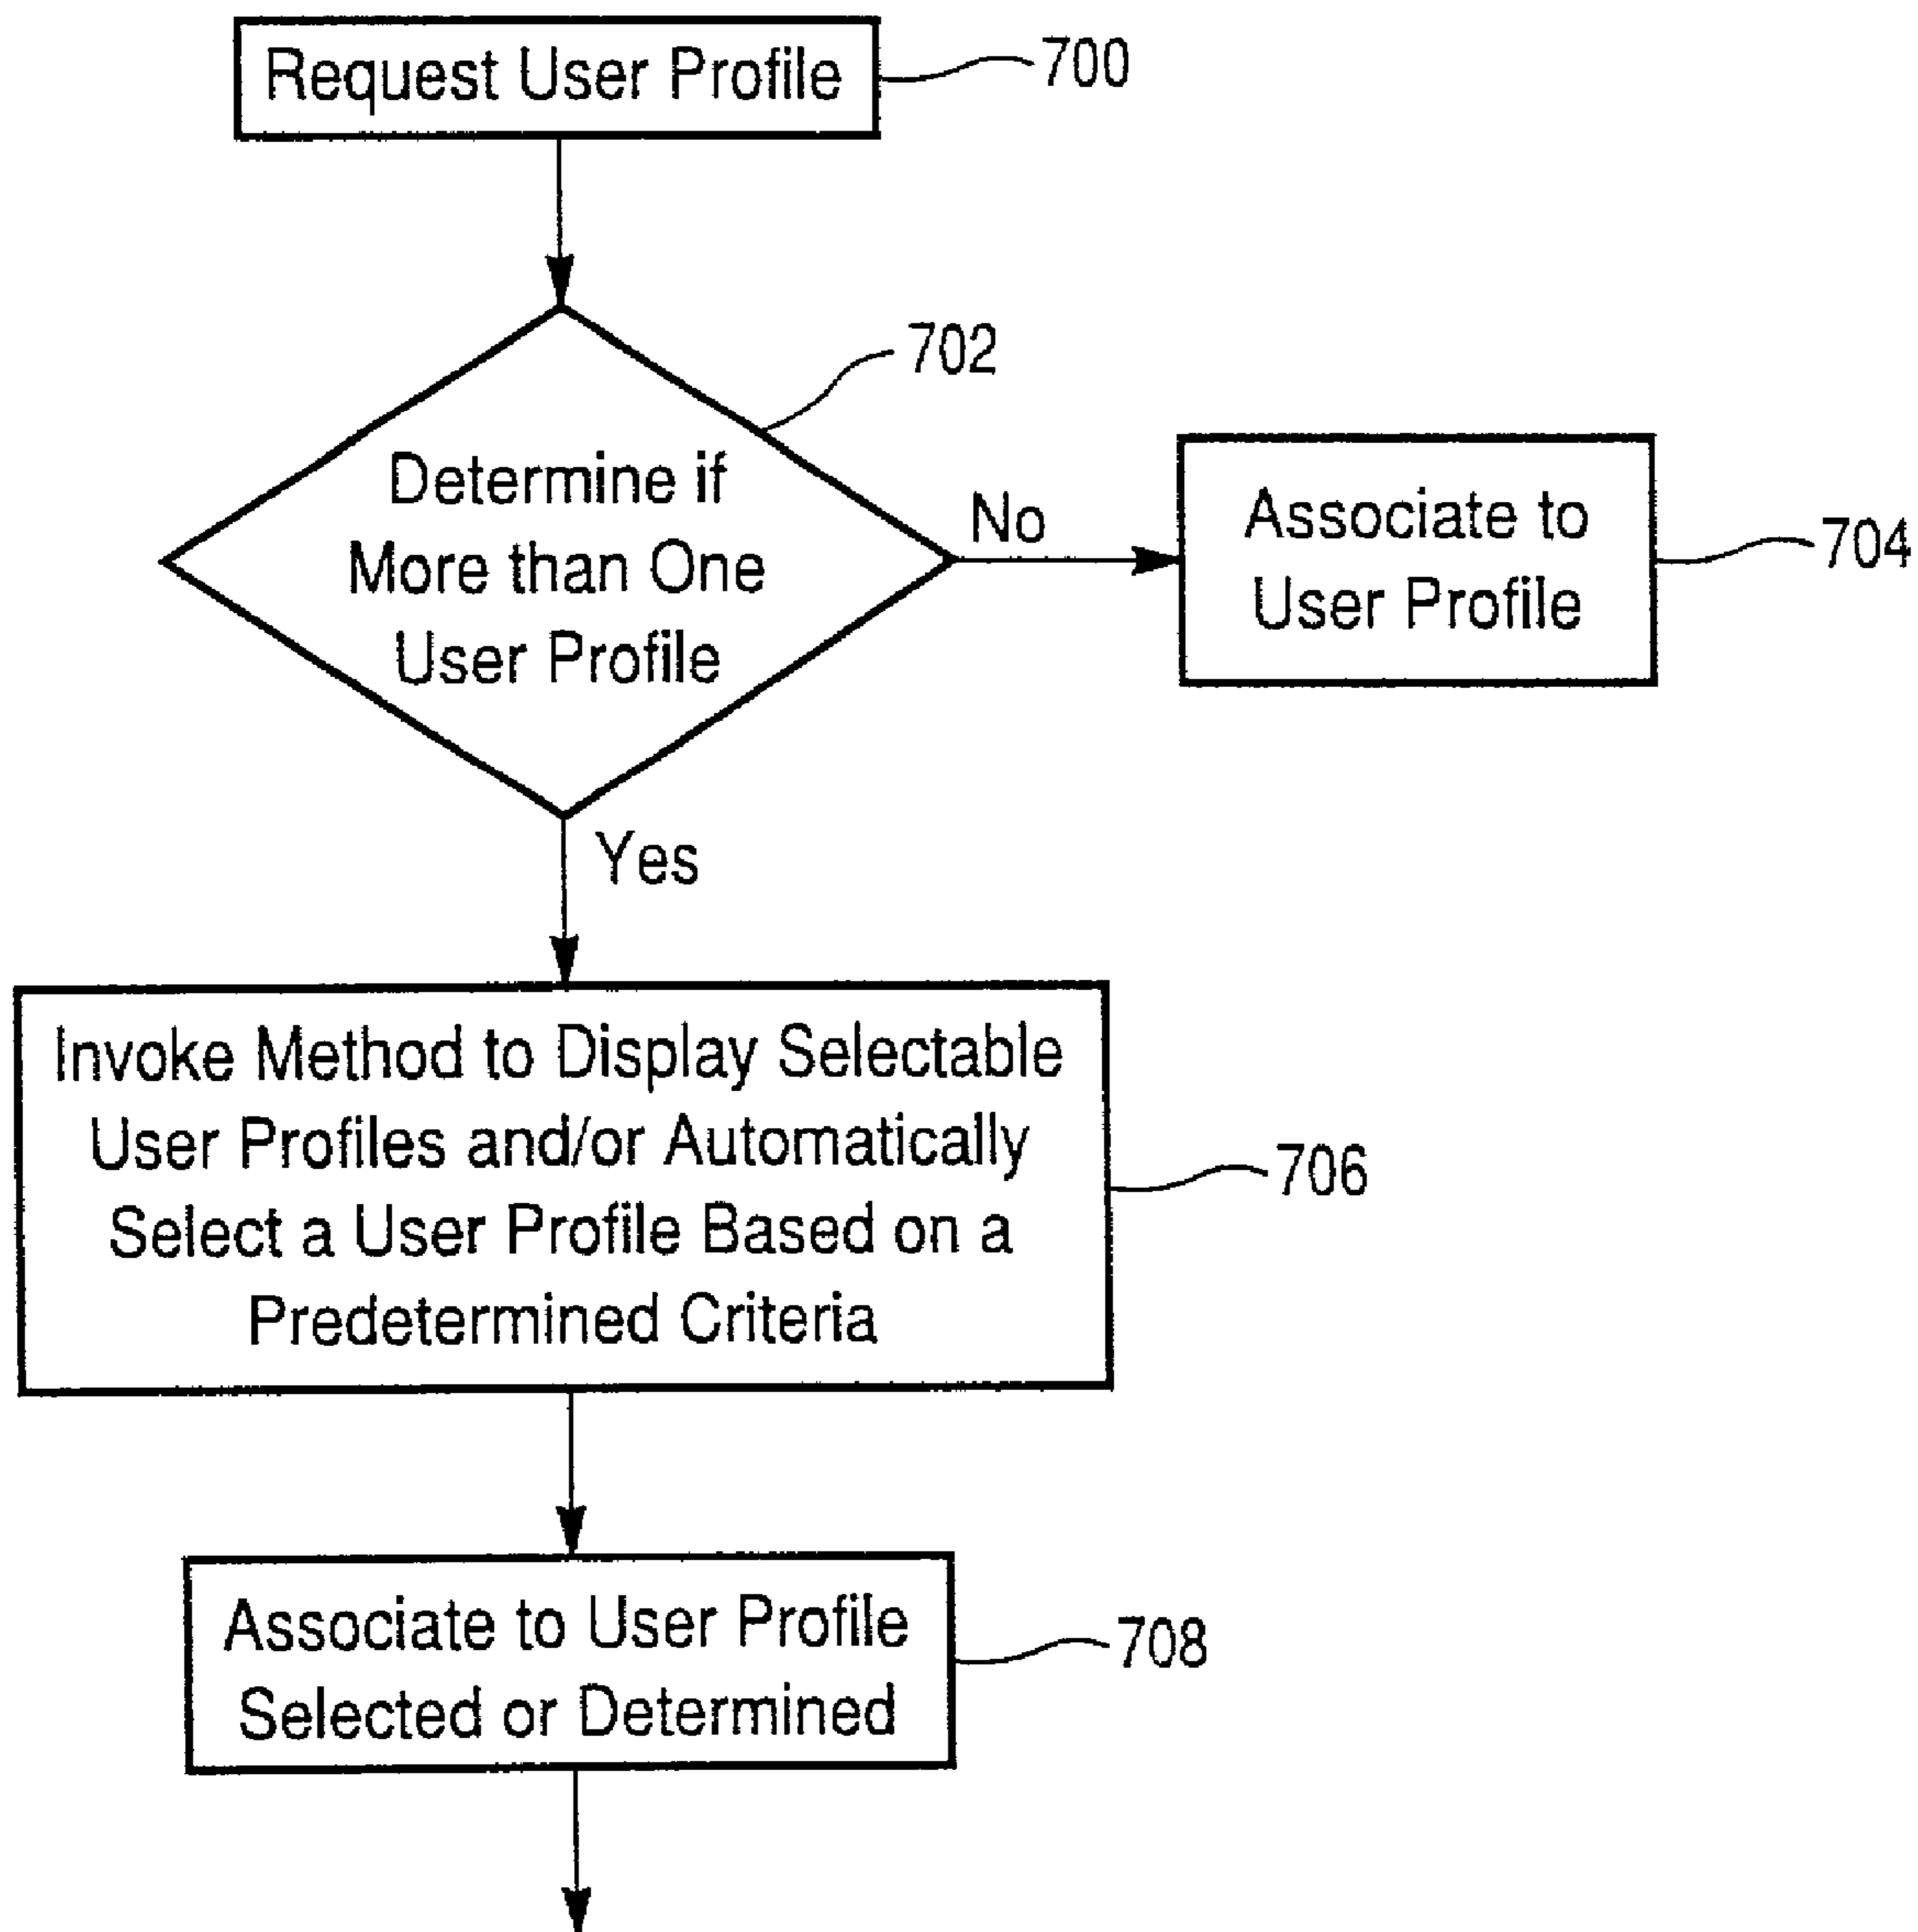 Request User Profile
700
702
Determine if
More than One
User Profile
No
Associate to
User Profile
704
Yes
Invoke Method to Display Selectable
User Profiles and/or Automatically
Select a User Profile Based on a
Predetermined Criteria
706
Associate to User Profile
Selected or Determined
708